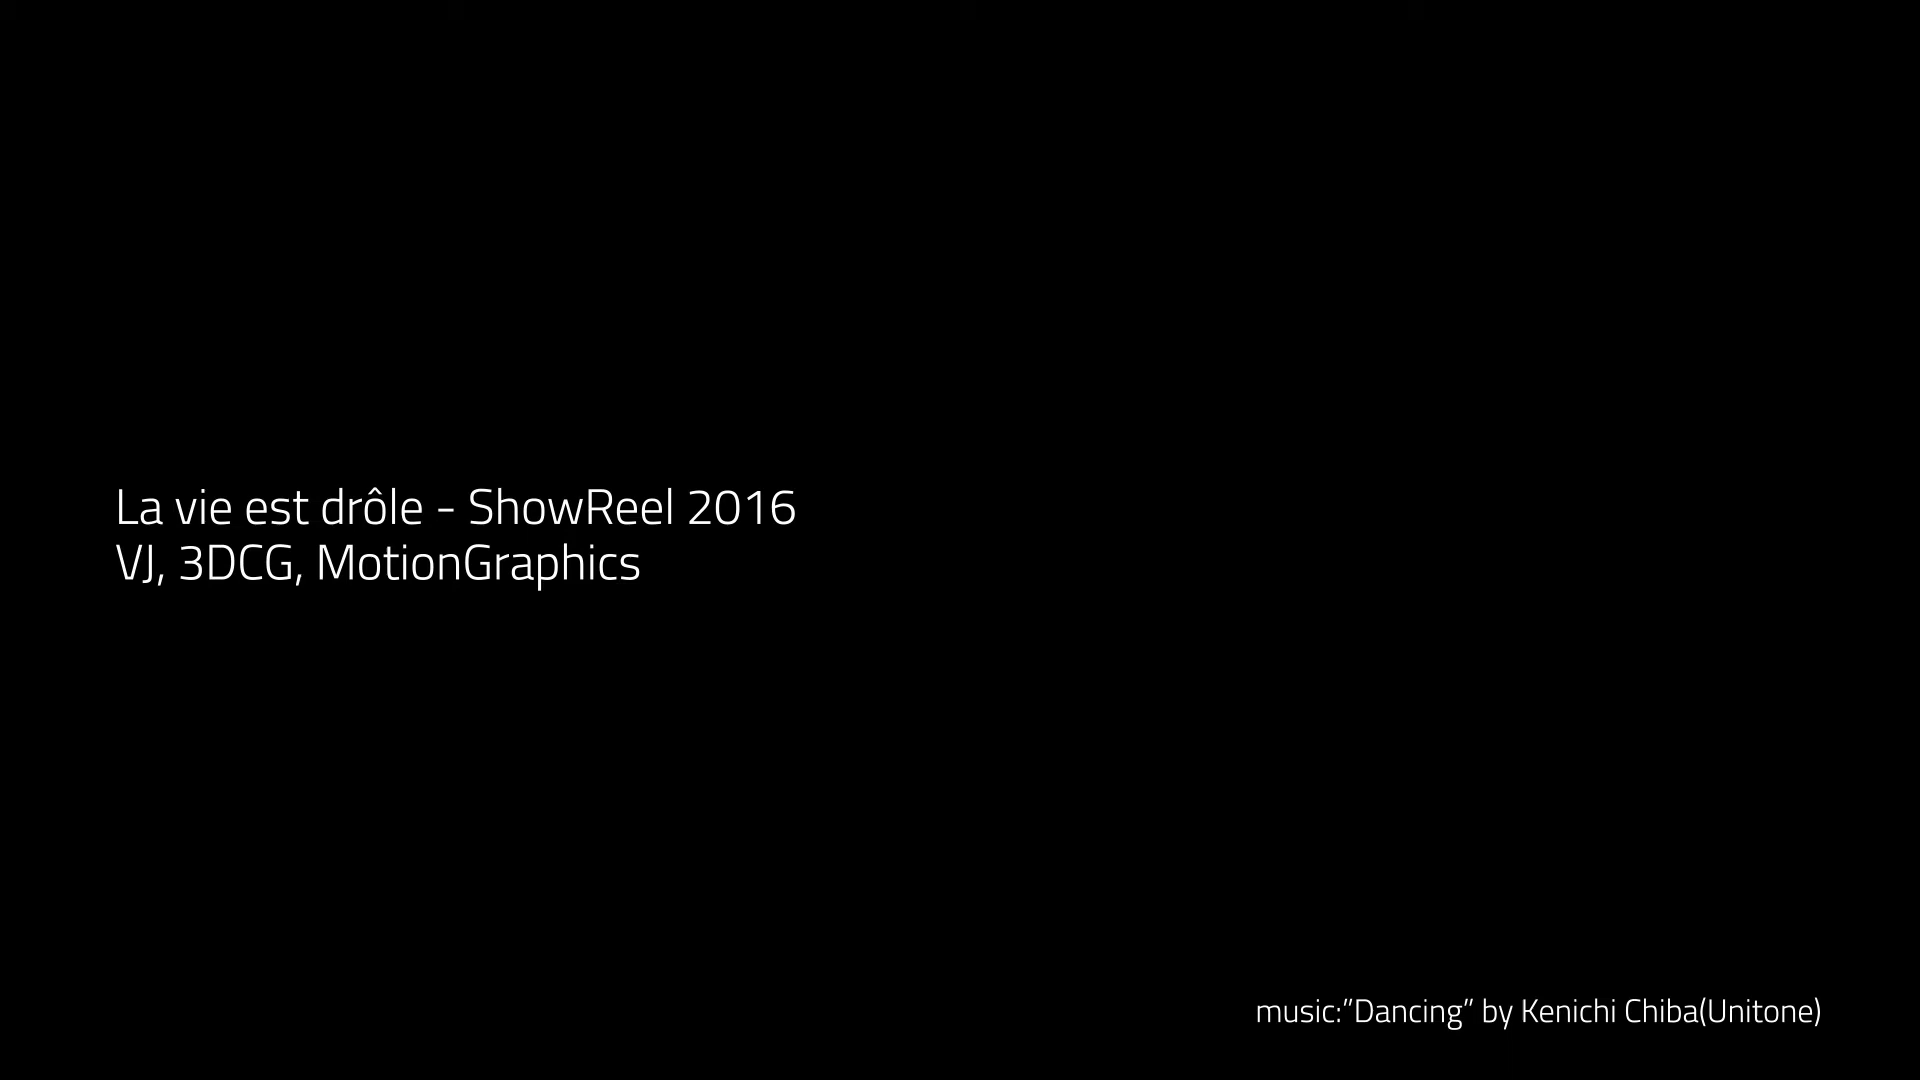 La vie est drôle - ShowReel 2016
VJ, 3DCG, MotionGraphics
music:"Dancing" by Kenichi Chiba(Unitone)